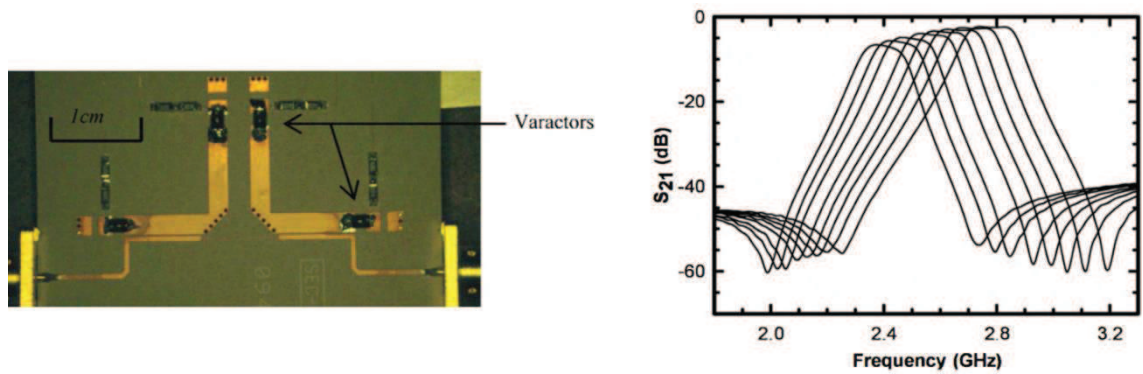 1cm
Varactors
S21 (dB)
0
-20
-40
-60
2.0 2.4 2.8 3.2
Frequency (GHz)